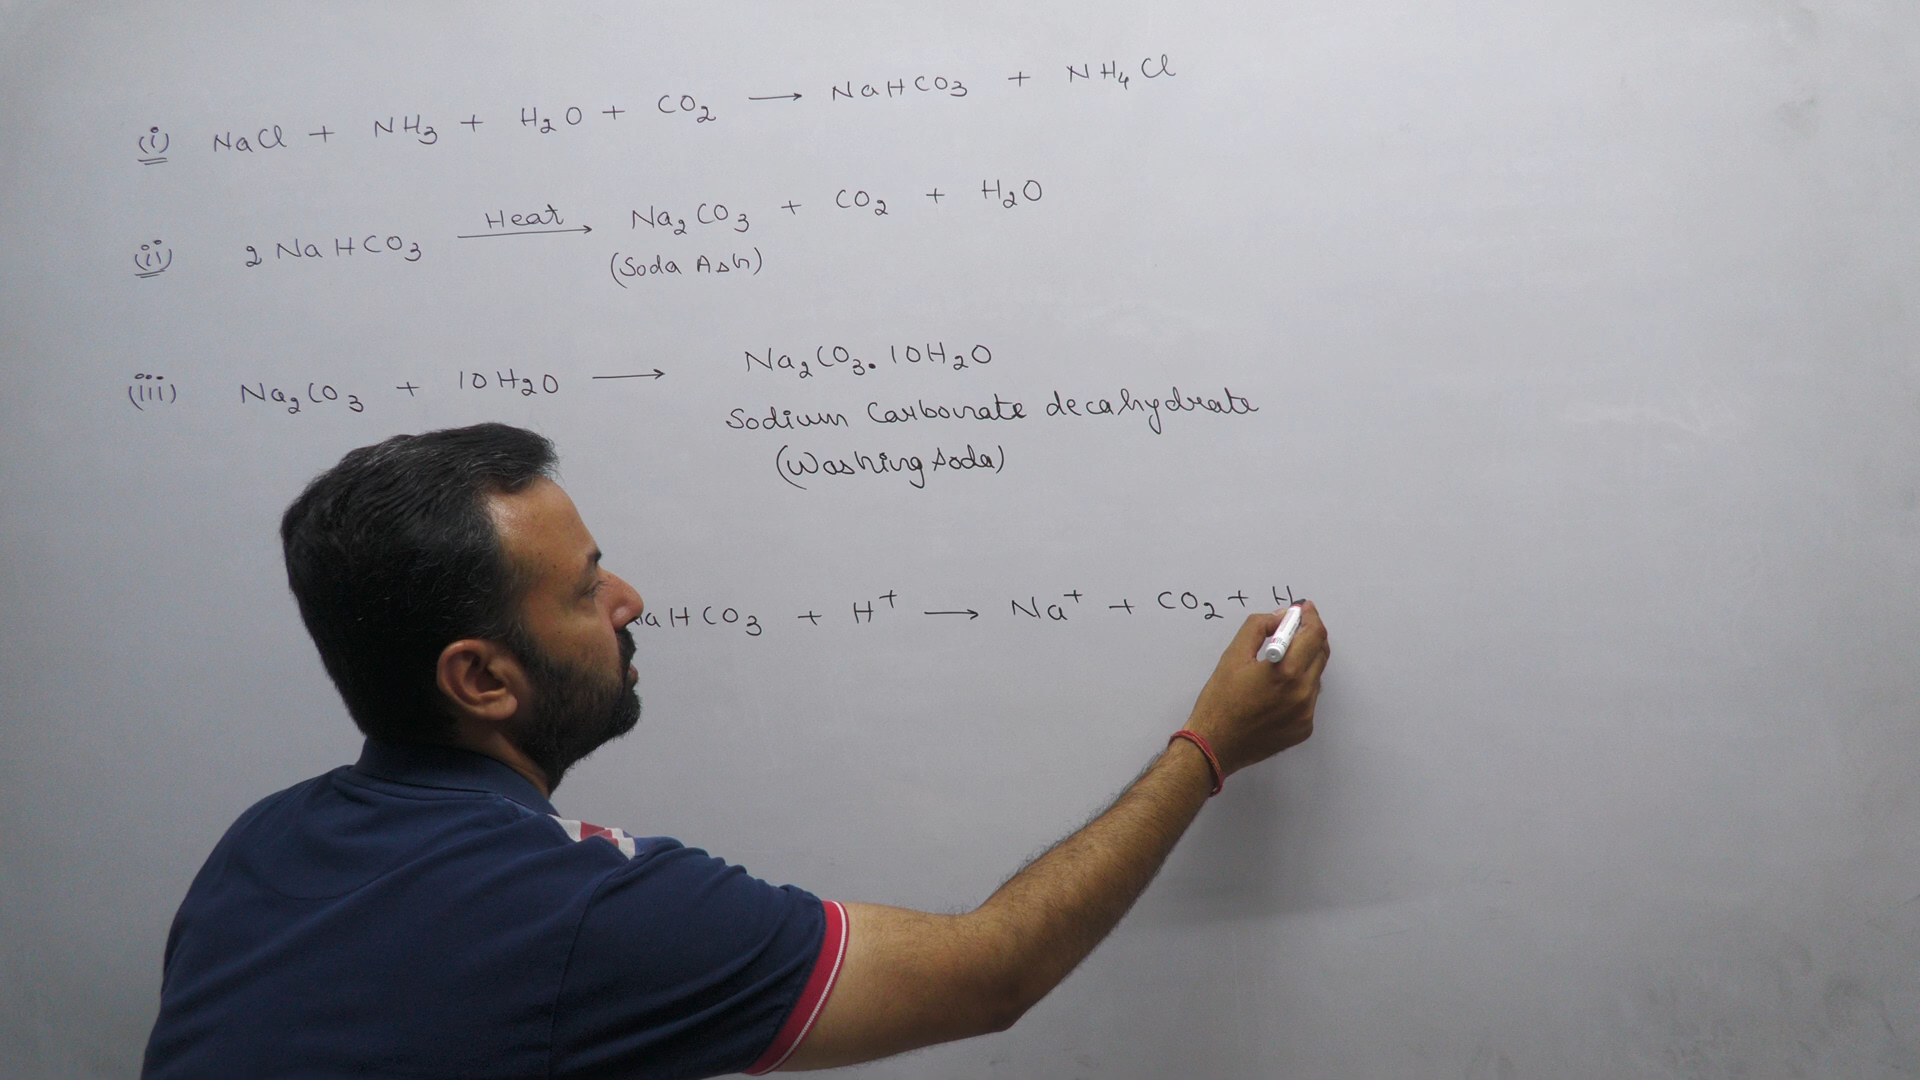 (i) NaCl + NH₃ + H₂O + CO₂ → NaHCO₃ + NH₄Cl
(ii) 2NaHCO₃ Heat→ Na₂CO₃ + CO₂ + H₂O
(Soda Ash)
(iii) Na₂CO₃ + 10H₂O → Na₂CO₃.10H₂O
Sodium Carbonate decahydrate
(Washing soda)
NaHCO₃ + H⁺ → Na⁺ + CO₂ + H